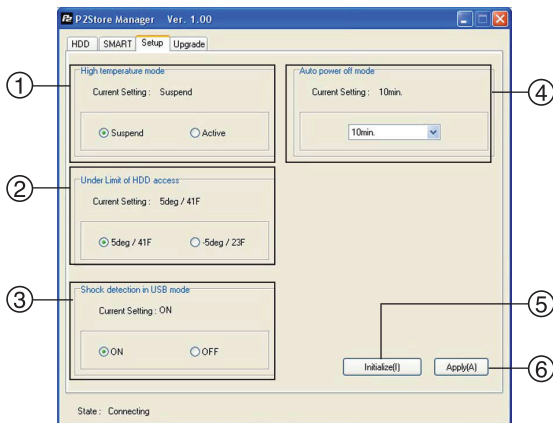 P2 P2Store Manager Ver. 1.00
HDD SMART Setup Upgrade
① High temperature mode
Current Setting : Suspend
Suspend Active
Auto power off mode ④
Current Setting : 10min.
10min.
② Under Limit of HDD access
Current Setting : 5deg / 41F
5deg / 41F -5deg / 23F
③ Shock detection in USB mode
Current Setting : ON
ON OFF
⑤
Initialize(I) Apply(A) ⑥
State : Connecting